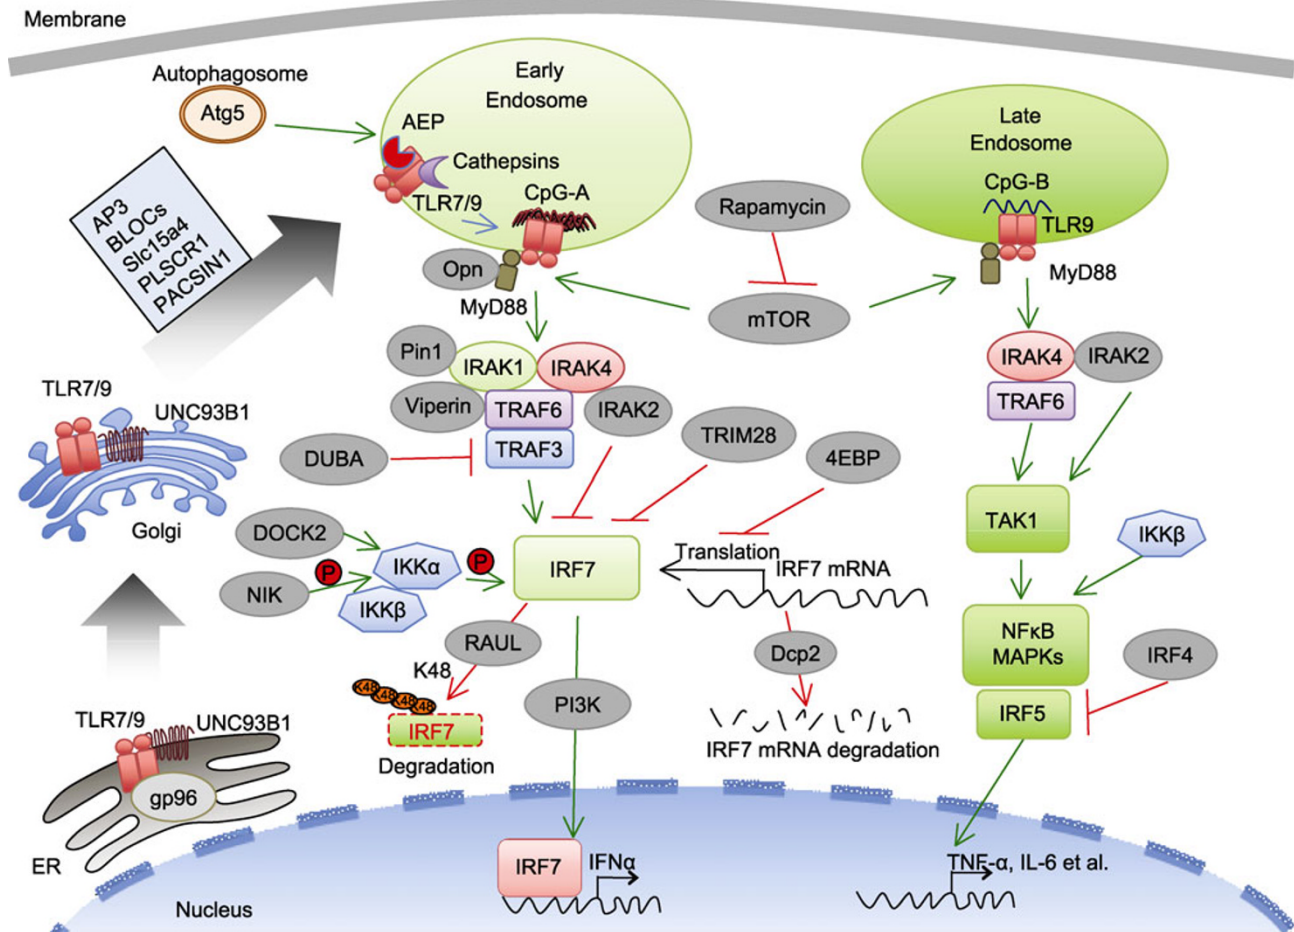 Membrane
Autophagosome
Atg5
Early
Endosome
AEP
Cathepsins
TLR7/9
CpG-A
Opn
MyD88
Late
Endosome
CpG-B
TLR9
MyD88
Rapamycin
mTOR
AP3
BLOCs
Slc15a4
PLSCR1
PACSIN1
Pin1
IRAK1
IRAK4
Viperin
TRAF6
IRAK2
TRAF3
DUBA
TRIM28
4EBP
IRAK4
IRAK2
TRAF6
TLR7/9
UNC93B1
Golgi
DOCK2
NIK
P
IKKα
IKKβ
P
IRF7
Translation
IRF7 mRNA
TAK1
IKKβ
RAUL
K48
K48
K48
K48
K48
IRF7
Degradation
PI3K
Dcp2
IRF7 mRNA degradation
NFκB
MAPKs
IRF4
IRF5
TLR7/9
UNC93B1
gp96
ER
IRF7
IFNα
TNF-α, IL-6 et al.
Nucleus